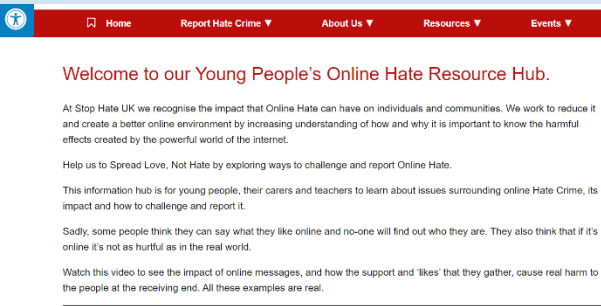 Home Report Hate Crime ▼ About Us ▼ Resources ▼ Events ▼
Welcome to our Young People's Online Hate Resource Hub.
At Stop Hate UK we recognise the impact that Online Hate can have on individuals and communities. We work to reduce it
and create a better online environment by increasing understanding of how and why it is important to know the harmful
effects created by the powerful world of the internet.
Help us to Spread Love, Not Hate by exploring ways to challenge and report Online Hate.
This information hub is for young people, their carers and teachers to learn about issues surrounding online Hate Crime, its
impact and how to challenge and report it.
Sadly, some people think they can say what they like online and no-one will find out who they are. They also think that if it's
online it's not as hurtful as in the real world.
Watch this video to see the impact of online messages, and how the support and 'likes' that they gather, cause real harm to
the people at the receiving end. All these examples are real.